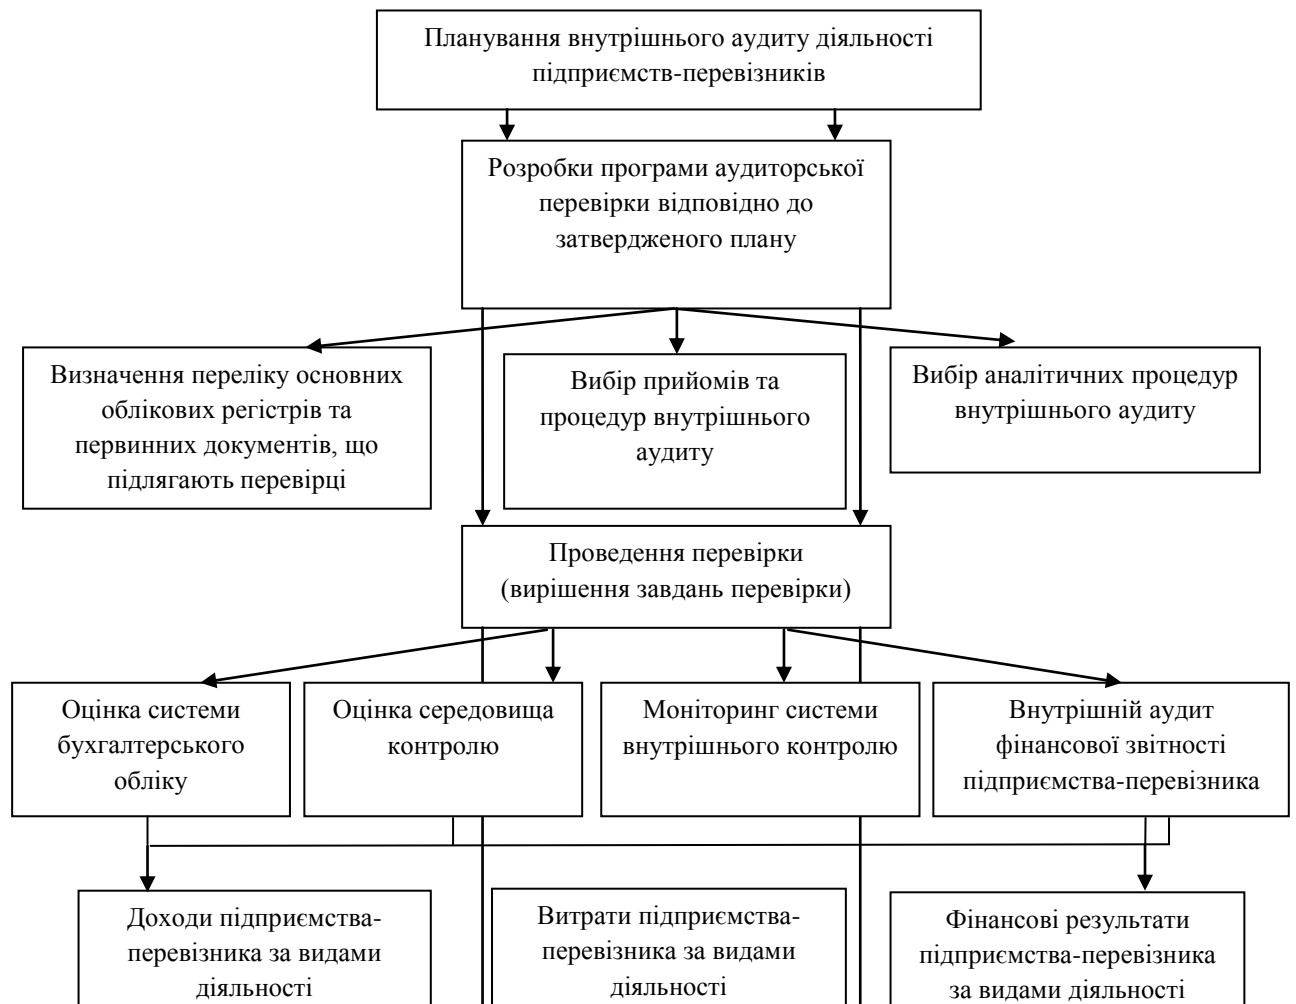 Планування внутрішнього аудиту діяльності
підприємств-перевізників
Розробки програми аудиторської
перевірки відповідно до
затвердженого плану
Визначення переліку основних
облікових регістрів та
первинних документів, що
підлягають перевірці
Вибір прийомів та
процедур внутрішнього
аудиту
Вибір аналітичних процедур
внутрішнього аудиту
Проведення перевірки
(вирішення завдань перевірки)
Оцінка системи
бухгалтерського
обліку
Оцінка середовища
контролю
Моніторинг системи
внутрішнього контролю
Внутрішній аудит
фінансової звітності
підприємства-перевізника
Доходи підприємства-
перевізника за видами
діяльності
Витрати підприємства-
перевізника за видами
діяльності
Фінансові результати
підприємства-перевізника
за видами діяльності